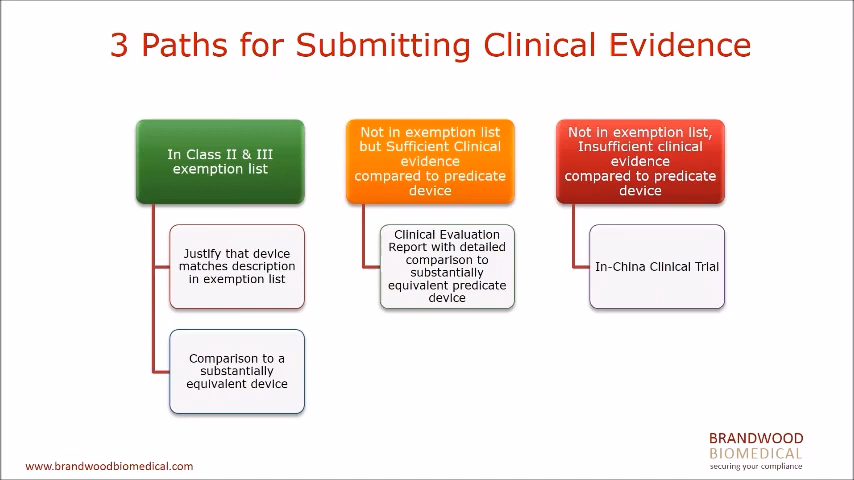 3 Paths for Submitting Clinical Evidence
In Class II & III
exemption list
Justify that device
matches description
in exemption list
Comparison to a
substantially
equivalent device
Not in exemption list
but Sufficient Clinical
evidence
compared to predicate
device
Clinical Evaluation
Report with detailed
comparison to
substantially
equivalent predicate
device
Not in exemption list,
Insufficient clinical
evidence
compared to predicate
device
In-China Clinical Trial
www.brandwoodbiomedical.com
BRANDWOOD
BIOMEDICAL
securing your compliance